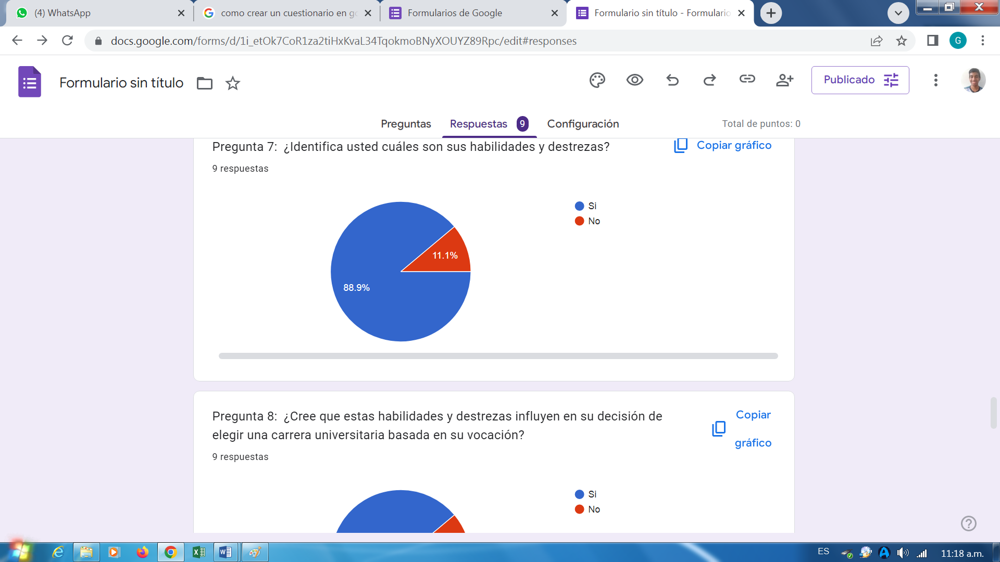 (4) WhatsApp
como crear un cuestionario en go
Formularios de Google
Formulario sin título - Formulario
docs.google.com/forms/d/1i_etOk7CoR1za2tiHxKvaL34TqokmoBNyXOUYZ89Rpc/edit#responses
G
Formulario sin título
Publicado
Preguntas
Respuestas 9
Configuración
Total de puntos: 0
Pregunta 7: ¿Identifica usted cuáles son sus habilidades y destrezas?
Copiar gráfico
9 respuestas
Si
No
11.1%
88.9%
Pregunta 8: ¿Cree que estas habilidades y destrezas influyen en su decisión de
elegir una carrera universitaria basada en su vocación?
Copiar
gráfico
9 respuestas
Si
No
ES
11:18 a.m.